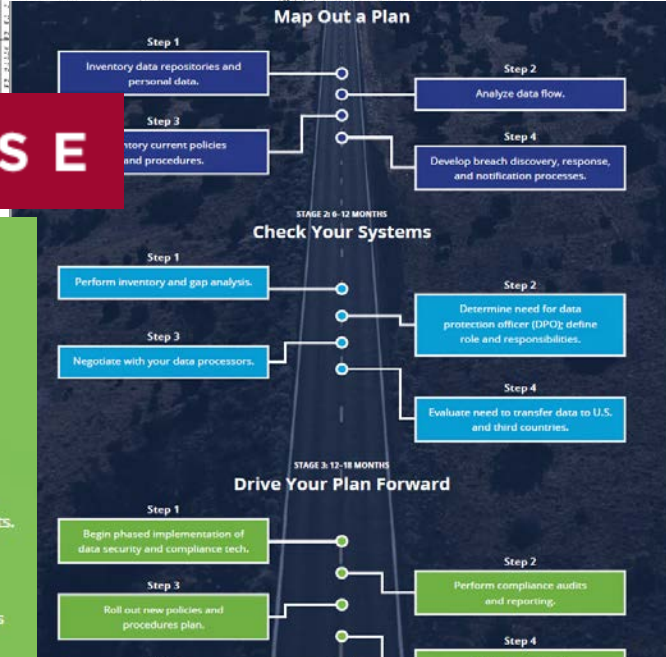 Map Out a Plan
Step 1
Inventory data repositories and
personal data.
Step 2
Analyze data flow.
Step 3
tory current policies
and procedures.
Step 4
Develop breach discovery, response,
and notification processes.
S E
STAGE 2: 6-12 MONTHS
Check Your Systems
Step 1
Perform inventory and gap analysis.
Step 2
Determine need for data
protection officer (DPO); define
role and responsibilities.
Step 3
Negotiate with your data processors.
Step 4
Evaluate need to transfer data to U.S.
and third countries.
STAGE 3: 12-18 MONTHS
Drive Your Plan Forward
Step 1
Begin phased implementation of
data security and compliance tech.
Step 2
Perform compliance audits
and reporting.
Step 3
Roll out new policies and
procedures plan.
Step 4
ts.
s